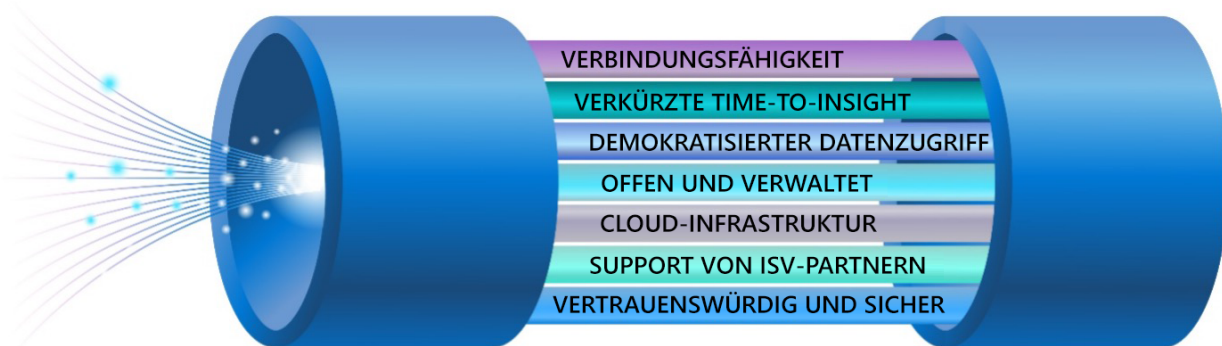 VERBINDUNGSFÄHIGKEIT
VERKÜRZTE TIME-TO-INSIGHT
DEMOKRATISIERTER DATENZUGRIFF
OFFEN UND VERWALTET
CLOUD-INFRASTRUKTUR
SUPPORT VON ISV-PARTNERN
VERTRAUENSWÜRDIG UND SICHER